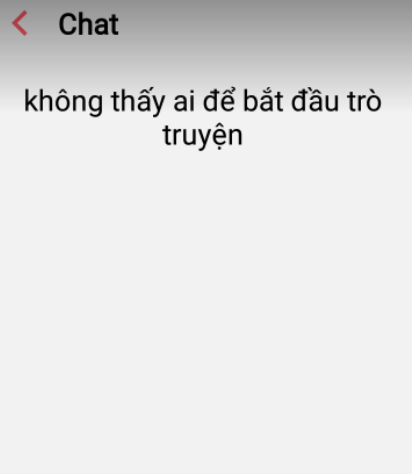 Chat
không thấy ai để bắt đầu trò
truyện